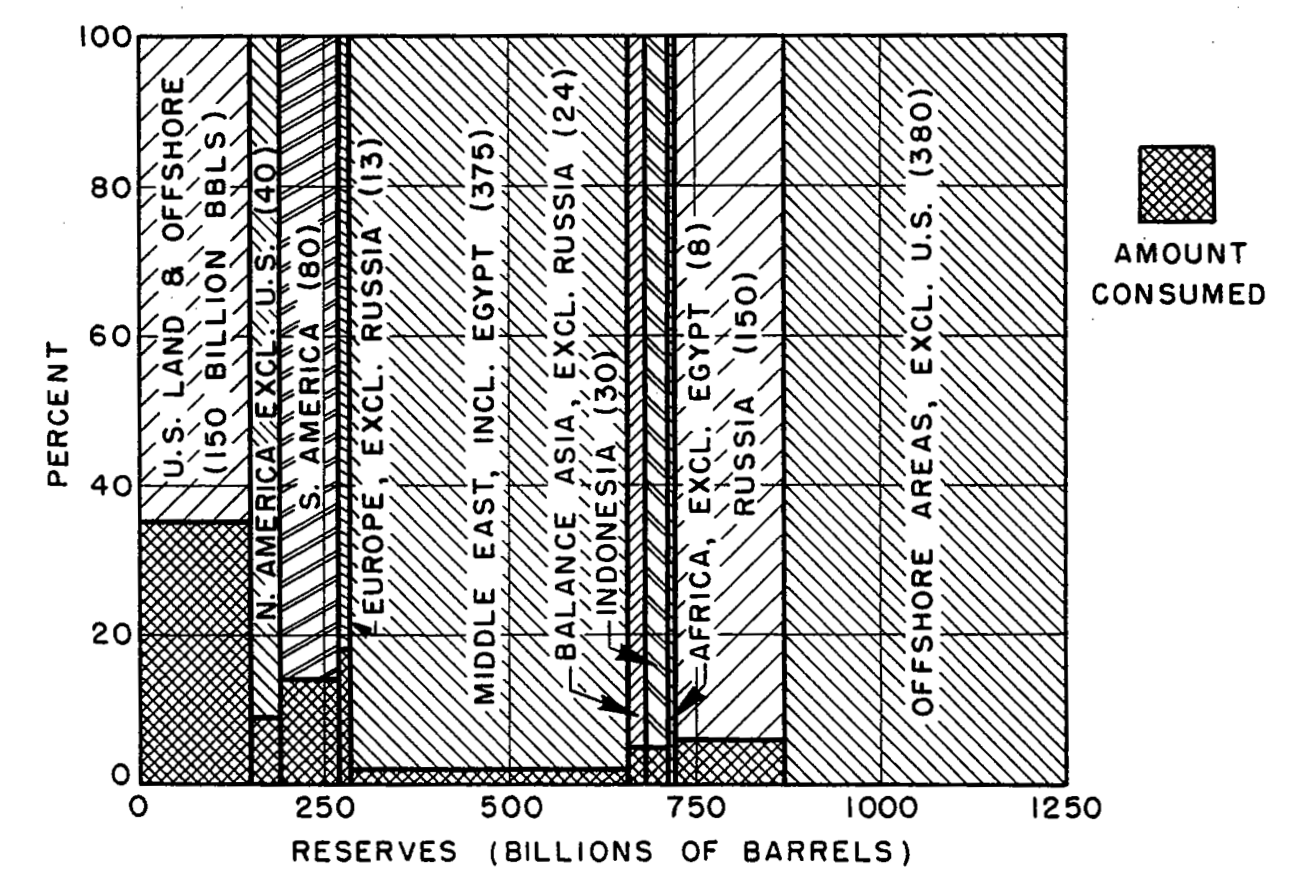 100
80
60
40
20
0
PERCENT
U.S. LAND & OFFSHORE
(150 BILLION BBLS)
N. AMERICA EXCL. U.S. (40)
S. AMERICA (80)
EUROPE, EXCL. RUSSIA (13)
MIDDLE EAST, INCL. EGYPT (375)
BALANCE ASIA, EXCL. RUSSIA (24)
INDONESIA (30)
AFRICA, EXCL. EGYPT (8)
RUSSIA (150)
OFFSHORE AREAS, EXCL. U.S. (380)
AMOUNT
CONSUMED
0 250 500 750 1000 1250
RESERVES (BILLIONS OF BARRELS)